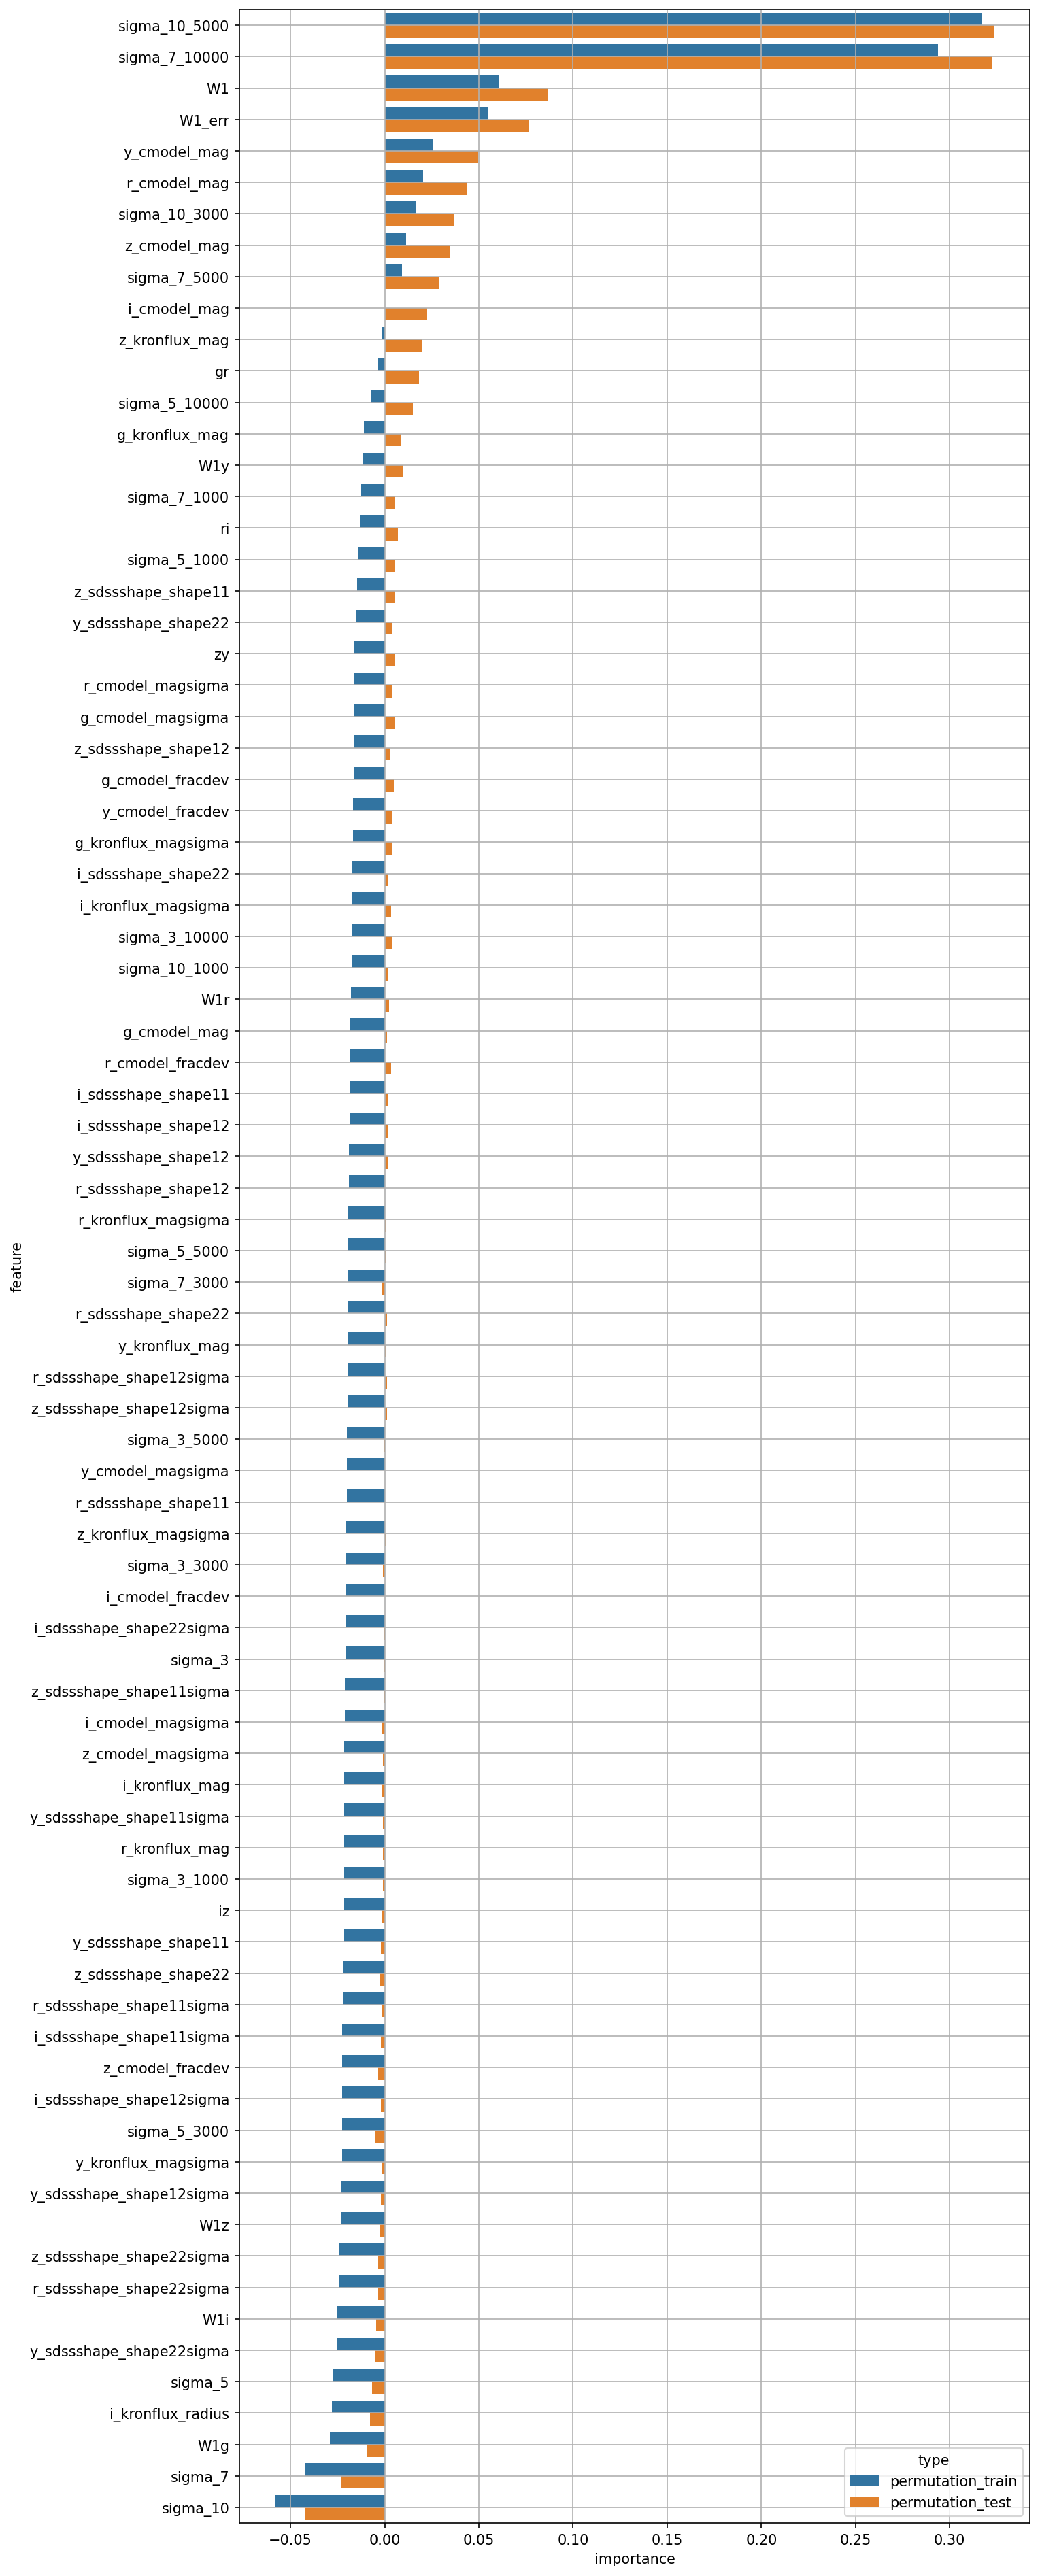 sigma_10_5000
sigma_7_10000
W1
W1_err
y_cmodel_mag
r_cmodel_mag
sigma_10_3000
z_cmodel_mag
sigma_7_5000
i_cmodel_mag
z_kronflux_mag
gr
sigma_5_10000
g_kronflux_mag
W1y
sigma_7_1000
ri
sigma_5_1000
z_sdssshape_shape11
y_sdssshape_shape22
zy
r_cmodel_magsigma
g_cmodel_magsigma
z_sdssshape_shape12
g_cmodel_fracdev
y_cmodel_fracdev
g_kronflux_magsigma
i_sdssshape_shape22
i_kronflux_magsigma
sigma_3_10000
sigma_10_1000
W1r
g_cmodel_mag
r_cmodel_fracdev
i_sdssshape_shape11
i_sdssshape_shape12
y_sdssshape_shape12
r_sdssshape_shape12
r_kronflux_magsigma
sigma_5_5000
sigma_7_3000
r_sdssshape_shape22
y_kronflux_mag
r_sdssshape_shape12sigma
z_sdssshape_shape12sigma
sigma_3_5000
y_cmodel_magsigma
r_sdssshape_shape11
z_kronflux_magsigma
sigma_3_3000
i_cmodel_fracdev
i_sdssshape_shape22sigma
sigma_3
z_sdssshape_shape11sigma
i_cmodel_magsigma
z_cmodel_magsigma
i_kronflux_mag
y_sdssshape_shape11sigma
r_kronflux_mag
sigma_3_1000
iz
y_sdssshape_shape11
z_sdssshape_shape22
r_sdssshape_shape11sigma
i_sdssshape_shape11sigma
z_cmodel_fracdev
i_sdssshape_shape12sigma
sigma_5_3000
y_kronflux_magsigma
y_sdssshape_shape12sigma
W1z
z_sdssshape_shape22sigma
r_sdssshape_shape22sigma
W1i
y_sdssshape_shape22sigma
sigma_5
i_kronflux_radius
W1g
sigma_7
sigma_10
feature
type
permutation_train
permutation_test
−0.05 0.00 0.05 0.10 0.15 0.20 0.25 0.30
importance